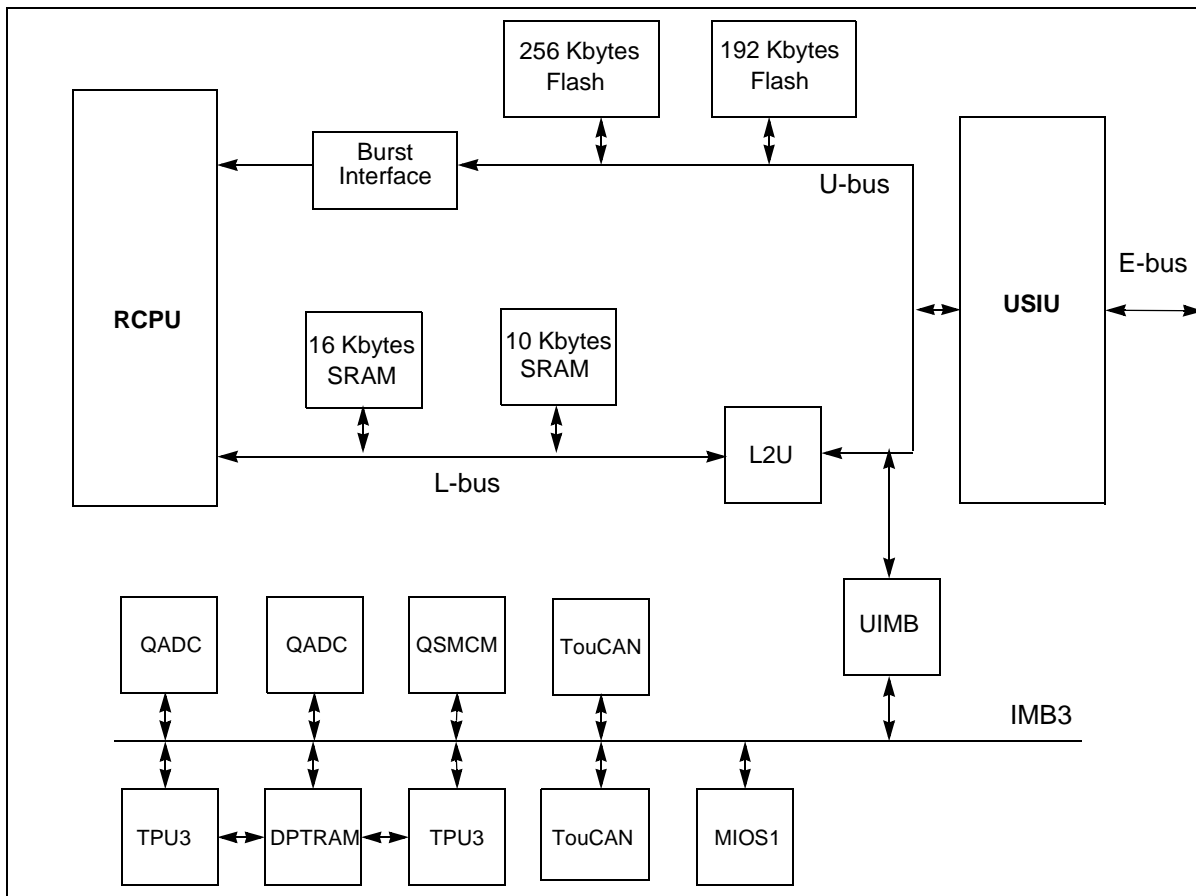 256 Kbytes
Flash
192 Kbytes
Flash
Burst
Interface
U-bus
E-bus
RCPU
USIU
16 Kbytes
SRAM
10 Kbytes
SRAM
L2U
L-bus
UIMB
QADC
QADC
QSMCM
TouCAN
IMB3
TPU3
DPTRAM
TPU3
TouCAN
MIOS1